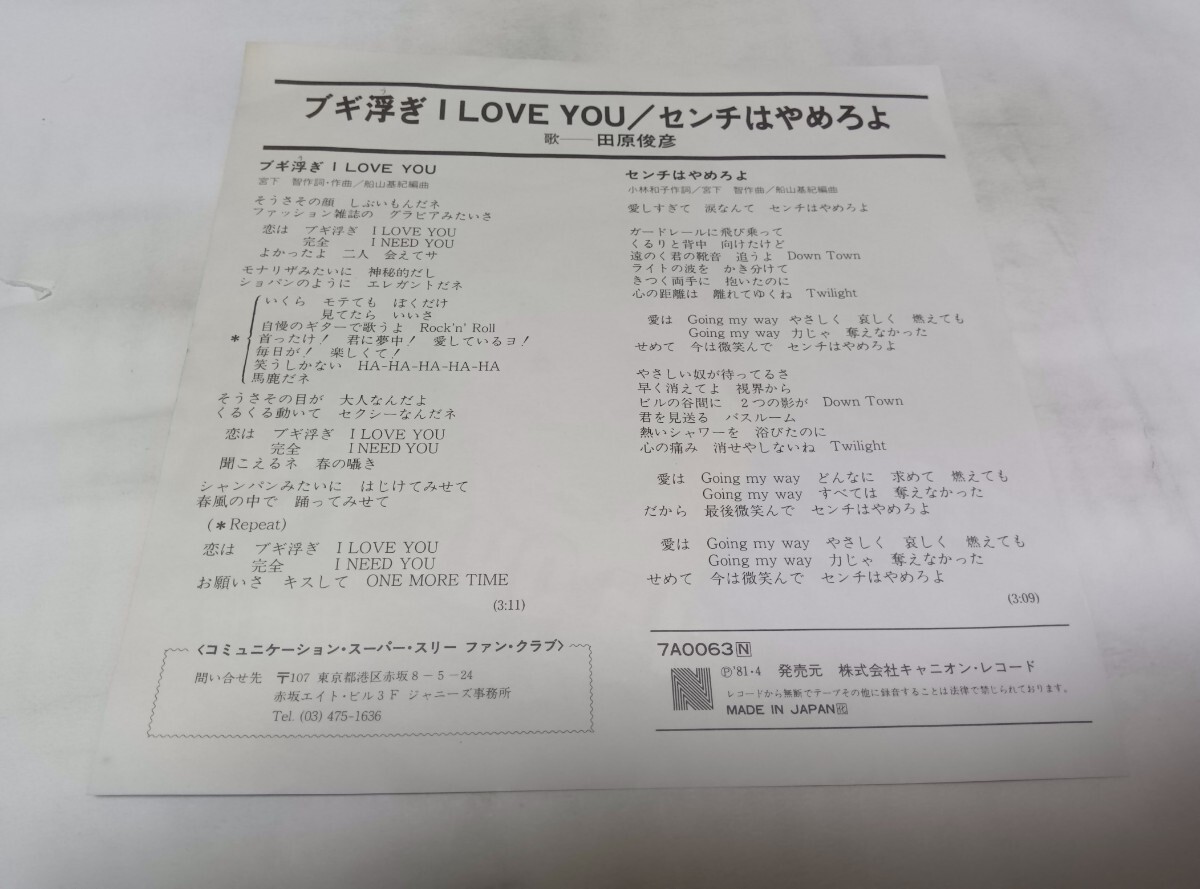 ブギ浮ぎ I LOVE YOU／センチはやめろよ
歌──田原俊彦
ブギ浮ぎ I LOVE YOU
宮下 智作詞・作曲／船山基紀編曲
そうさその顔 しぶいもんだネ
ファッション雑誌の グラビアみたいさ
恋は ブギ浮ぎ I LOVE YOU
完全 I NEED YOU
よかったよ 二人 会えてサ
モナリザみたいに 神秘的だし
ショパンのように エレガントだネ
いくら モテても ぼくだけ
見てたら いいさ
自慢のギターで歌うよ Rock'n' Roll
* 首ったけ！ 君に夢中！ 愛しているヨ！
毎日が！ 楽しくて！
笑うしかない HA-HA-HA-HA-HA
馬鹿だネ
そうさその目が 大人なんだよ
くるくる動いて セクシーなんだネ
恋は ブギ浮ぎ I LOVE YOU
完全 I NEED YOU
聞こえるネ 春の囁き
シャンパンみたいに はじけてみせて
春風の中で 踊ってみせて
(* Repeat)
恋は ブギ浮ぎ I LOVE YOU
完全 I NEED YOU
お願いさ キスして ONE MORE TIME
(3:11)
センチはやめろよ
小林和子作詞／宮下 智作曲／船山基紀編曲
愛しすぎて 涙なんて センチはやめろよ
ガードレールに飛び乗って
くるりと背中 向けたけど
遠のく君の靴音 追うよ Down Town
ライトの波を かき分けて
きつく両手に 抱いたのに
心の距離は 離れてゆくね Twilight
愛は Going my way やさしく 哀しく 燃えても
Going my way 力じゃ 奪えなかった
せめて 今は微笑んで センチはやめろよ
やさしい奴が待ってるさ
早く消えてよ 視界から
ビルの谷間に 2つの影が Down Town
君を見送る バスルーム
熱いシャワーを 浴びたのに
心の痛み 消せやしないね Twilight
愛は Going my way どんなに 求めて 燃えても
Going my way すべては 奪えなかった
だから 最後微笑んで センチはやめろよ
愛は Going my way やさしく 哀しく 燃えても
Going my way 力じゃ 奪えなかった
せめて 今は微笑んで センチはやめろよ
(3:09)
〈コミュニケーション・スーパー・スリー ファン・クラブ〉
問い合せ先 〒107 東京都港区赤坂8－5－24
赤坂エイト・ビル3F ジャニーズ事務所
Tel. (03) 475-1636
7A0063 N
Ⓟ'81・4 発売元 株式会社キャニオン・レコード
レコードから無断でテープその他に録音することは法律で禁じられております。
MADE IN JAPAN